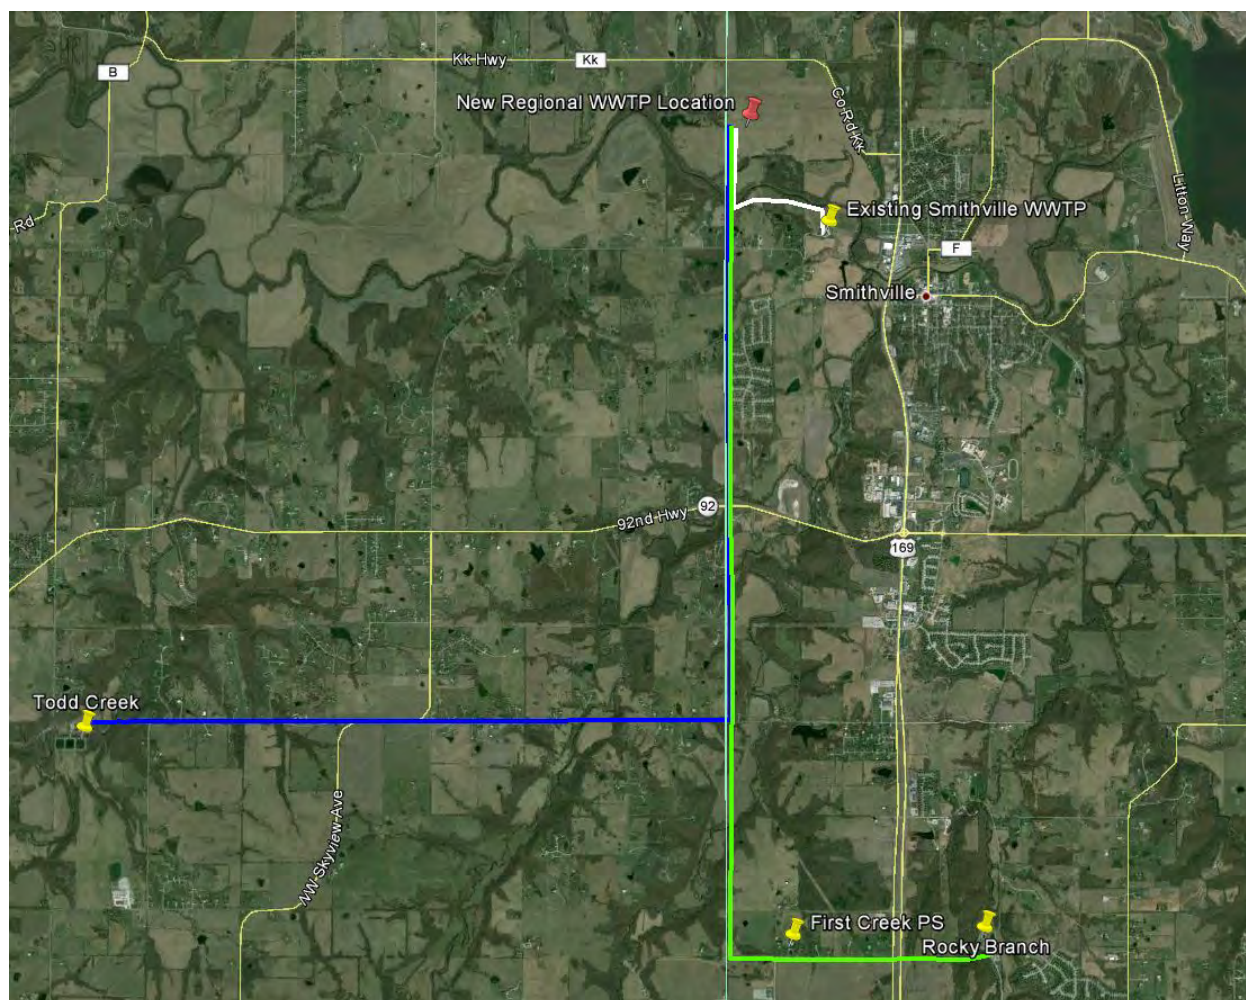 Kk Hwy
Kk
B
New Regional WWTP Location
Co Rd Kk
Litton Way
Rd
Existing Smithville WWTP
F
Smithville
92
92nd Hwy
169
Todd Creek
NW Skyview Ave
First Creek PS
Rocky Branch